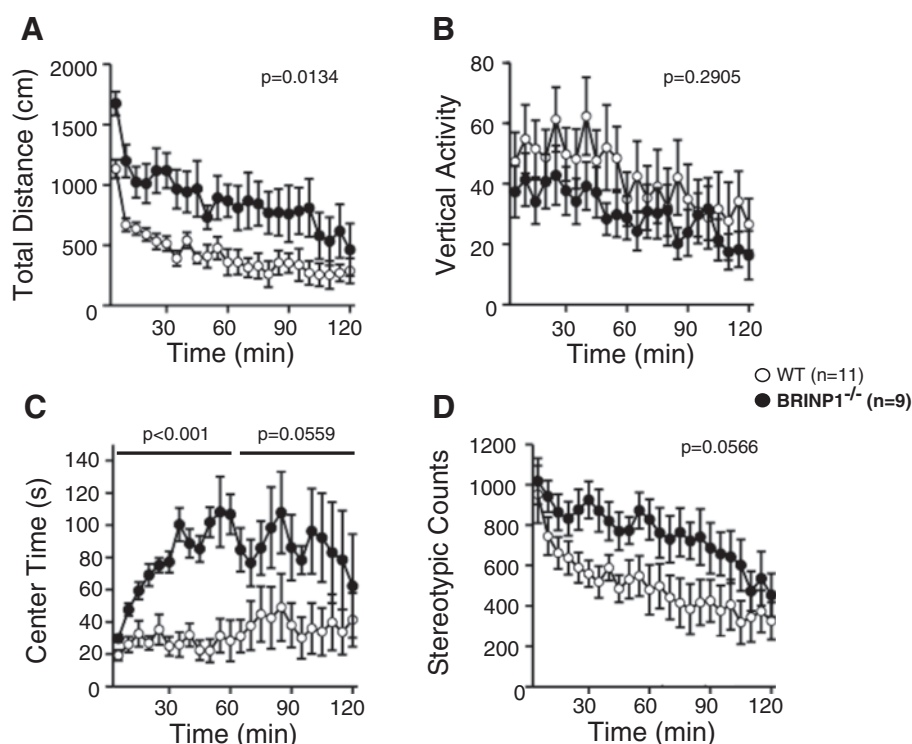 A
p=0.0134
Total Distance (cm)
2000
1500
1000
500
0
30 60 90 120
Time (min)
B
p=0.2905
Vertical Activity
80
60
40
20
0
30 60 90 120
Time (min)
WT (n=11)
BRINP1-/- (n=9)
C
p<0.001 p=0.0559
Center Time (s)
140
120
100
80
60
40
20
0
30 60 90 120
Time (min)
D
p=0.0566
Stereotypic Counts
1200
1000
800
600
400
200
0
30 60 90 120
Time (min)